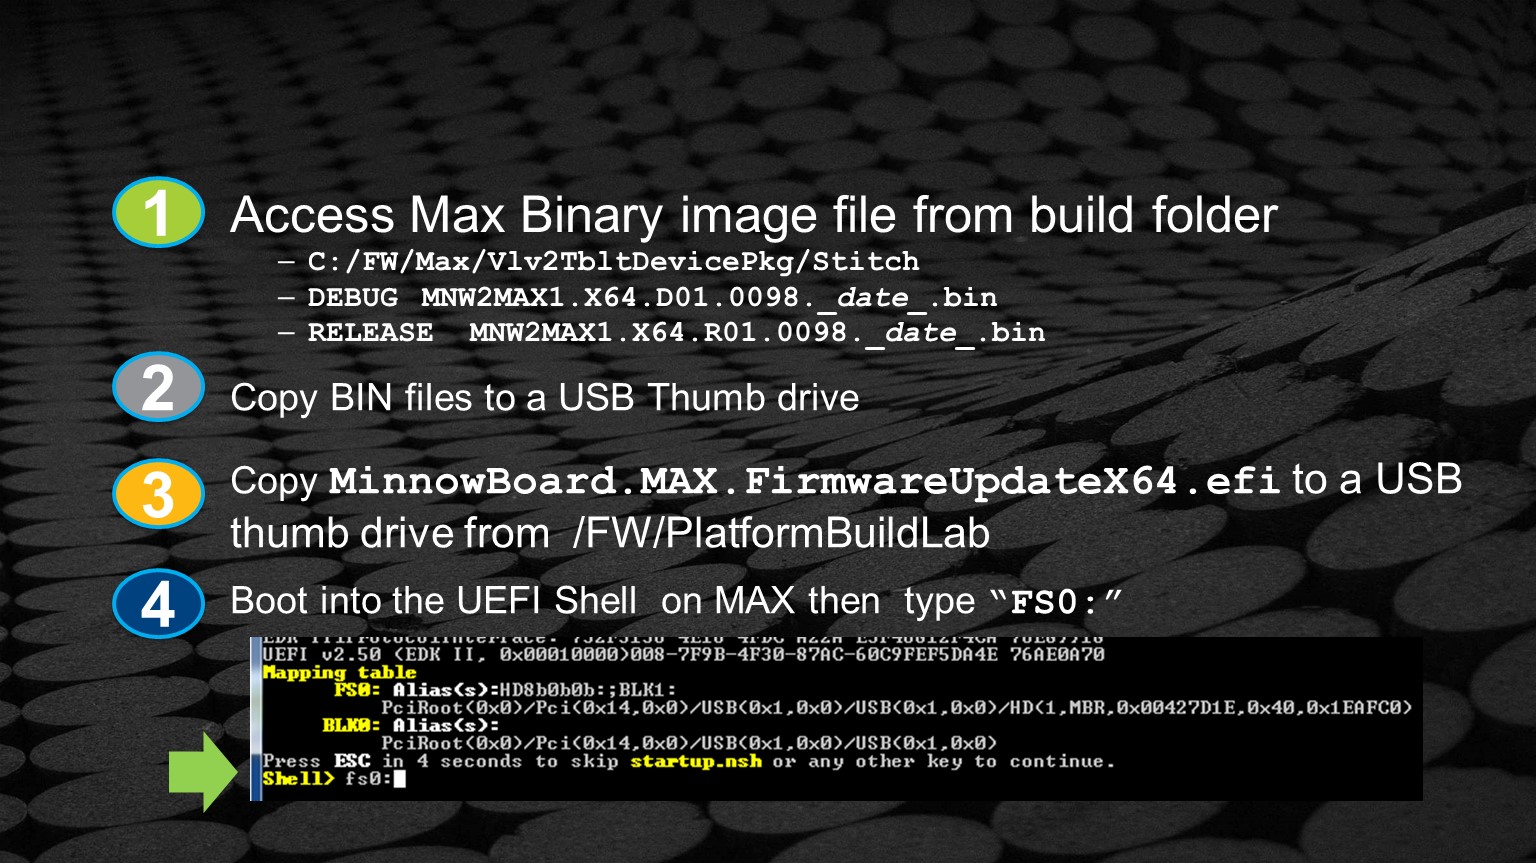 1 Access Max Binary image file from build folder
– C:/FW/Max/Vlv2TbltDevicePkg/Stitch
– DEBUG MNW2MAX1.X64.D01.0098._date_.bin
– RELEASE MNW2MAX1.X64.R01.0098._date_.bin
2 Copy BIN files to a USB Thumb drive
3 Copy MinnowBoard.MAX.FirmwareUpdateX64.efi to a USB
thumb drive from /FW/PlatformBuildLab
4 Boot into the UEFI Shell on MAX then type “FS0:”
UEFI v2.50 (EDK II, 0x00010000)008-7F9B-4F30-87AC-60C9FEF5DA4E 76AE0A70
Mapping table
FS0: Alias(s):HD8b0b0b:;BLK1:
PciRoot(0x0)/Pci(0x14,0x0)/USB(0x1,0x0)/USB(0x1,0x0)/HD(1,MBR,0x00427D1E,0x40,0x1EAFC0)
BLK0: Alias(s):
PciRoot(0x0)/Pci(0x14,0x0)/USB(0x1,0x0)/USB(0x1,0x0)
Press ESC in 4 seconds to skip startup.nsh or any other key to continue.
Shell> fs0: